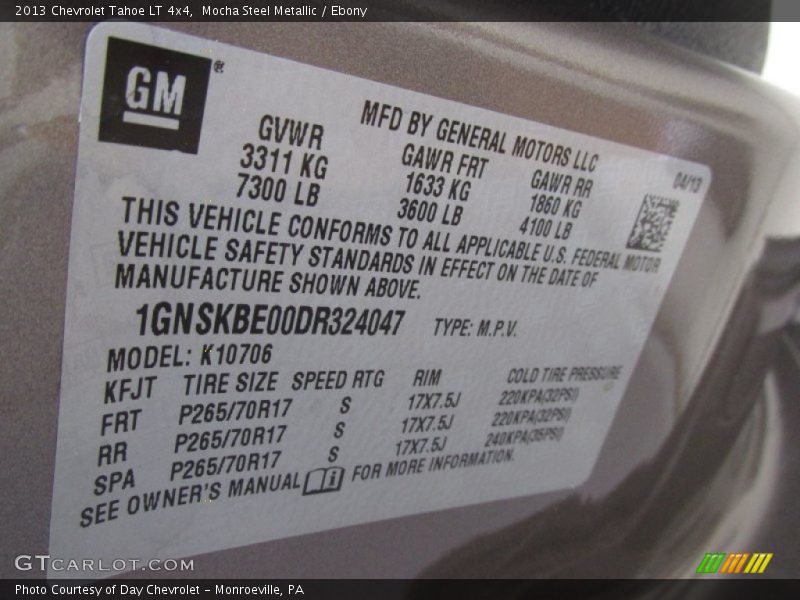 2013 Chevrolet Tahoe LT 4x4,  Mocha Steel Metallic / Ebony
GM®
MFD BY GENERAL MOTORS LLC
04/13
GVWR GAWR FRT GAWR RR
3311 KG 1633 KG 1860 KG
7300 LB 3600 LB 4100 LB
THIS VEHICLE CONFORMS TO ALL APPLICABLE U.S. FEDERAL MOTOR
VEHICLE SAFETY STANDARDS IN EFFECT ON THE DATE OF
MANUFACTURE SHOWN ABOVE.
1GNSKBE00DR324047 TYPE: M.P.V.
MODEL: K10706
KFJT TIRE SIZE SPEED RTG RIM COLD TIRE PRESSURE
FRT P265/70R17 S 17X7.5J 220KPA(32PSI)
RR P265/70R17 S 17X7.5J 220KPA(32PSI)
SPA P265/70R17 S 17X7.5J 240KPA(35PSI)
SEE OWNER'S MANUAL FOR MORE INFORMATION.
GTCARLOT.COM
Photo Courtesy of Day Chevrolet – Monroeville, PA